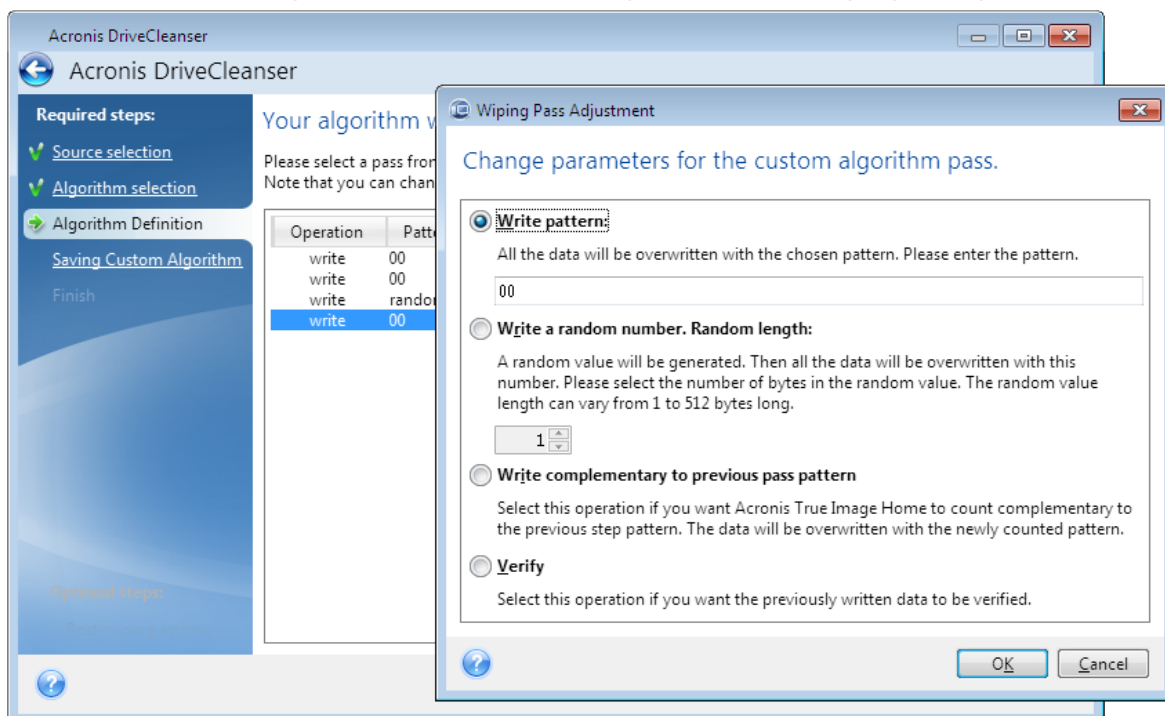 Acronis DriveCleanser
Acronis DriveCleanser
Required steps:
Source selection
Algorithm selection
Algorithm Definition
Saving Custom Algorithm
Finish
Your algorithm
Please select a pass from
Note that you can chan
Operation Patt
write 00
write 00
write rando
write 00
Wiping Pass Adjustment
Change parameters for the custom algorithm pass.
Write pattern:
All the data will be overwritten with the chosen pattern. Please enter the pattern.
00
Write a random number. Random length:
A random value will be generated. Then all the data will be overwritten with this
number. Please select the number of bytes in the random value. The random value
length can vary from 1 to 512 bytes long.
1
Write complementary to previous pass pattern
Select this operation if you want Acronis True Image Home to count complementary to
the previous step pattern. The data will be overwritten with the newly counted pattern.
Verify
Select this operation if you want the previously written data to be verified.
OK
Cancel